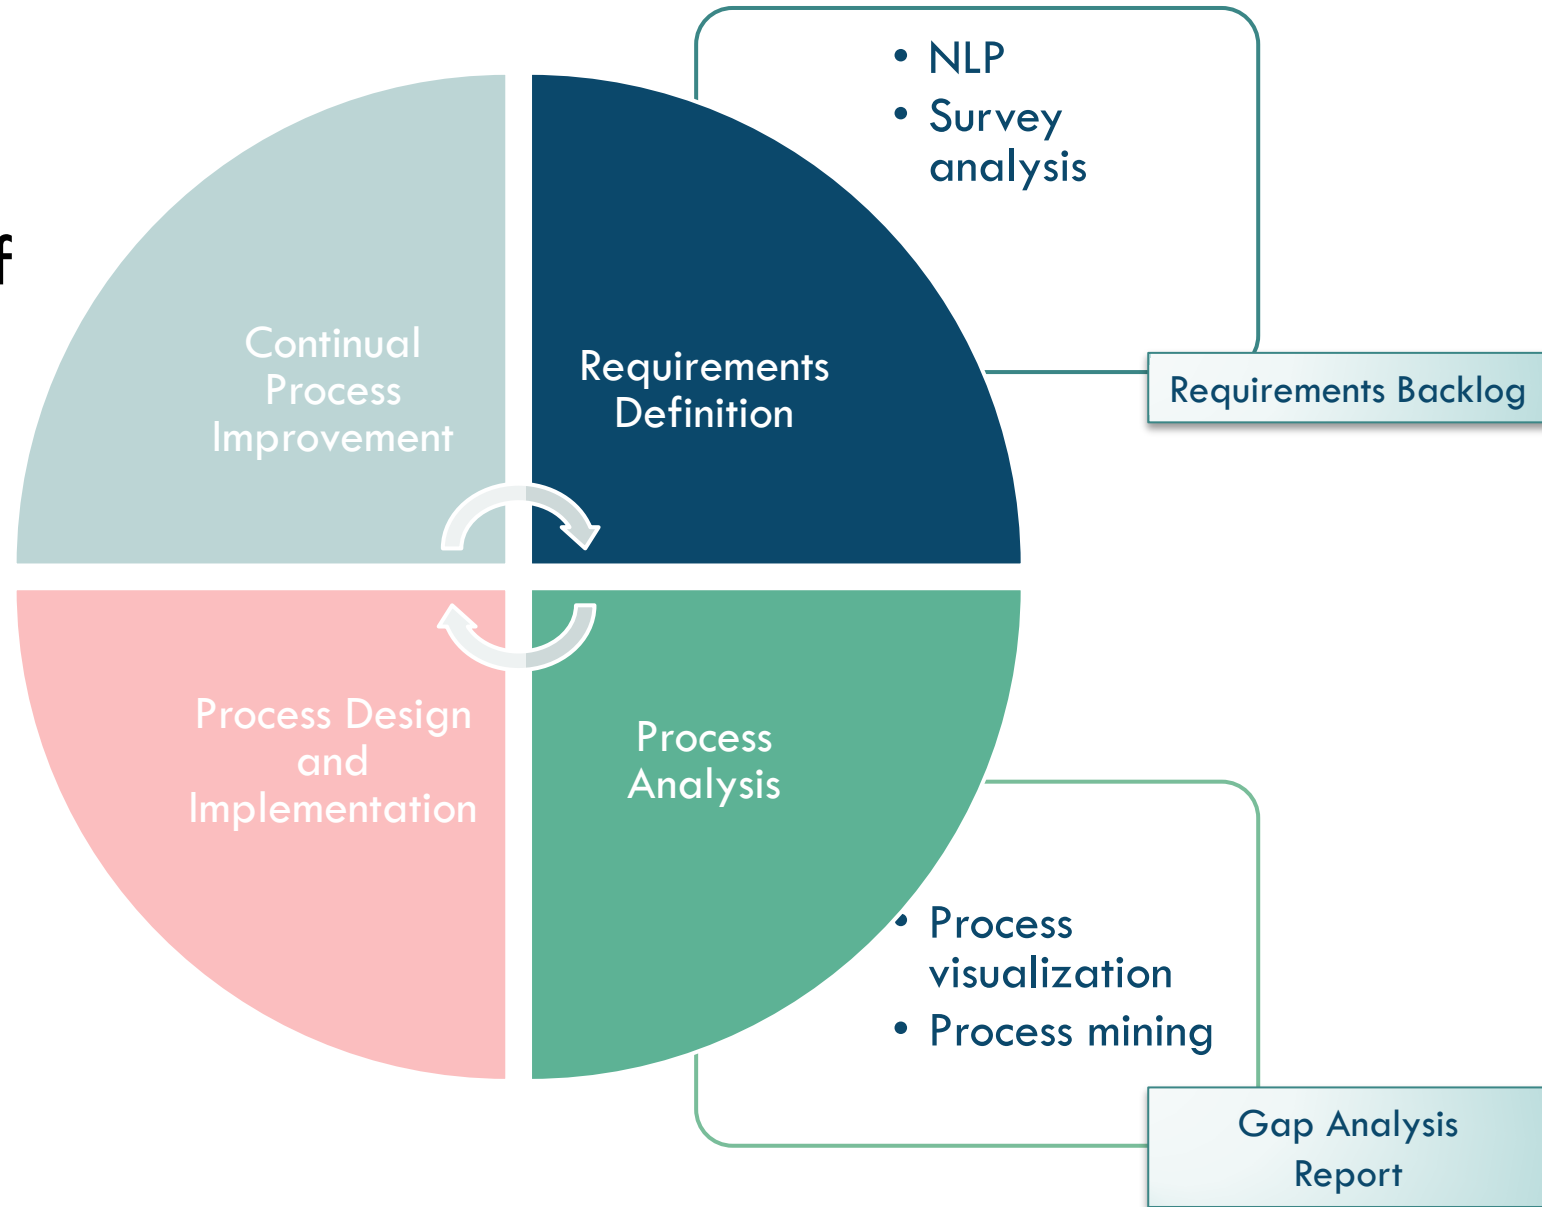 • NLP
• Survey
analysis
f
Continual
Process
Improvement
Requirements
Definition
Requirements Backlog
Process Design
and
Implementation
Process
Analysis
• Process
visualization
• Process mining
Gap Analysis
Report